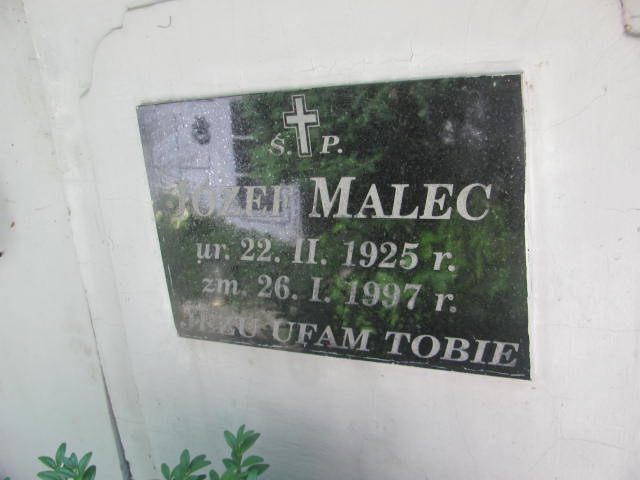 Ś. P.
JÓZEF MALEC
ur. 22. II. 1925 r.
zm. 26. I. 1997 r.
JEZU UFAM TOBIE